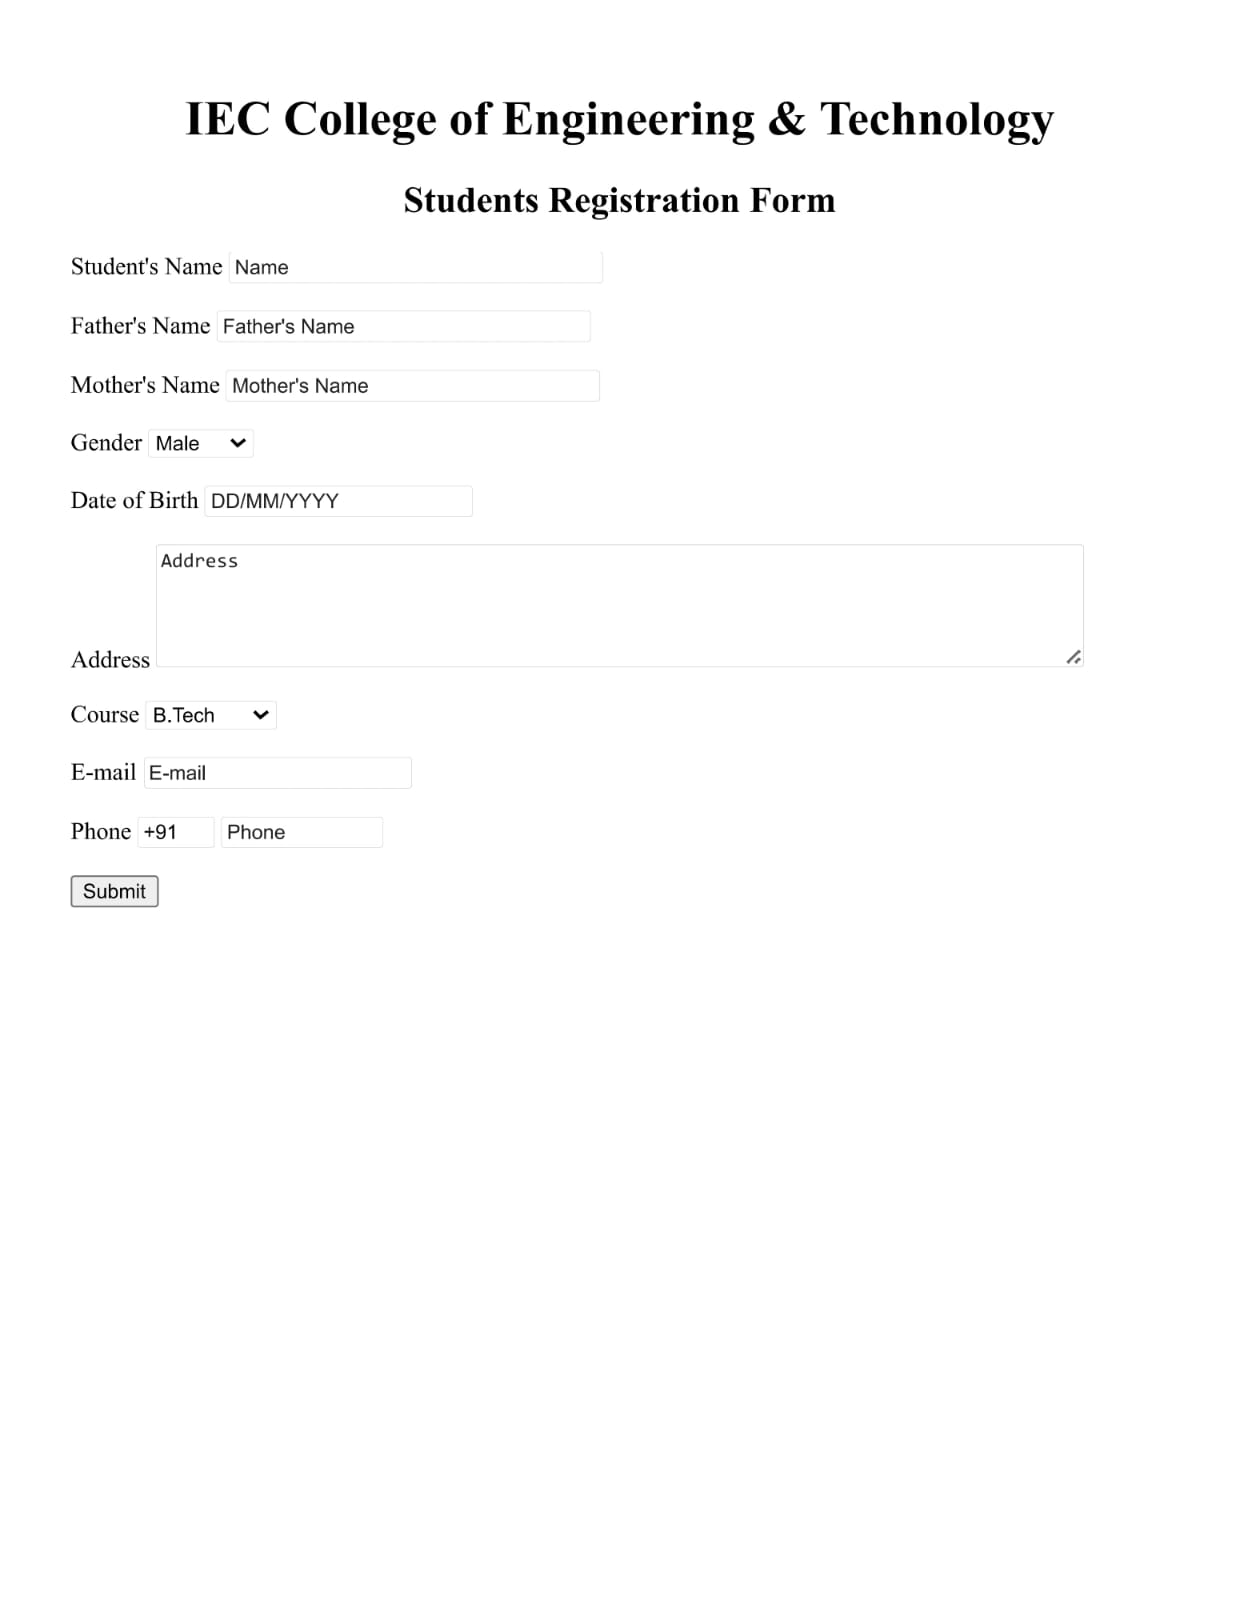 IEC College of Engineering & Technology
Students Registration Form
Student's Name Name
Father's Name Father's Name
Mother's Name Mother's Name
Gender Male
Date of Birth DD/MM/YYYY
Address
Address
Course B.Tech
E-mail E-mail
Phone +91 Phone
Submit